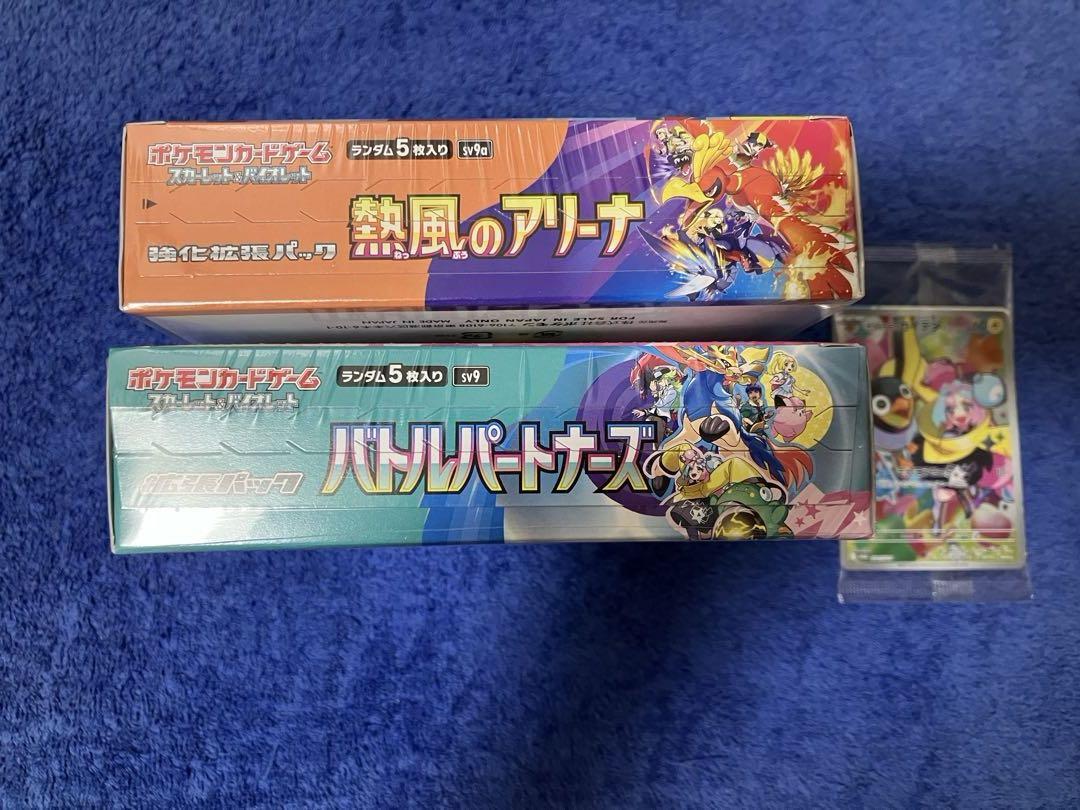 ポケモンカードゲーム
スカーレット&バイオレット
ランダム5枚入り sv9a
強化拡張パック
熱風のアリーナ
ねっ ぷう
FOR SALE IN JAPAN ONLY MADE IN JAPAN
ポケモンカードゲーム
スカーレット&バイオレット
ランダム5枚入り sv9
拡張パック
バトルパートナーズ